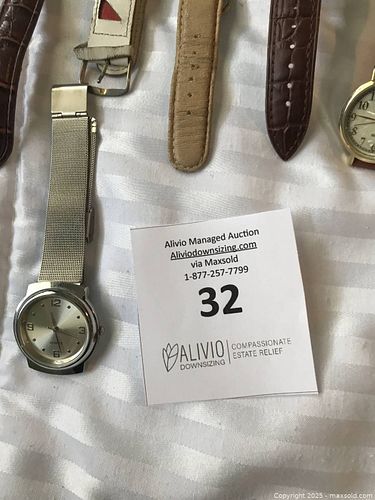 Alivio Managed Auction
Aliviodownsizing.com
via Maxsold
1-877-257-7799
32
ALIVIO
DOWNSIZING
COMPASSIONATE
ESTATE RELIEF
Copyright 2025 - maxsold.com